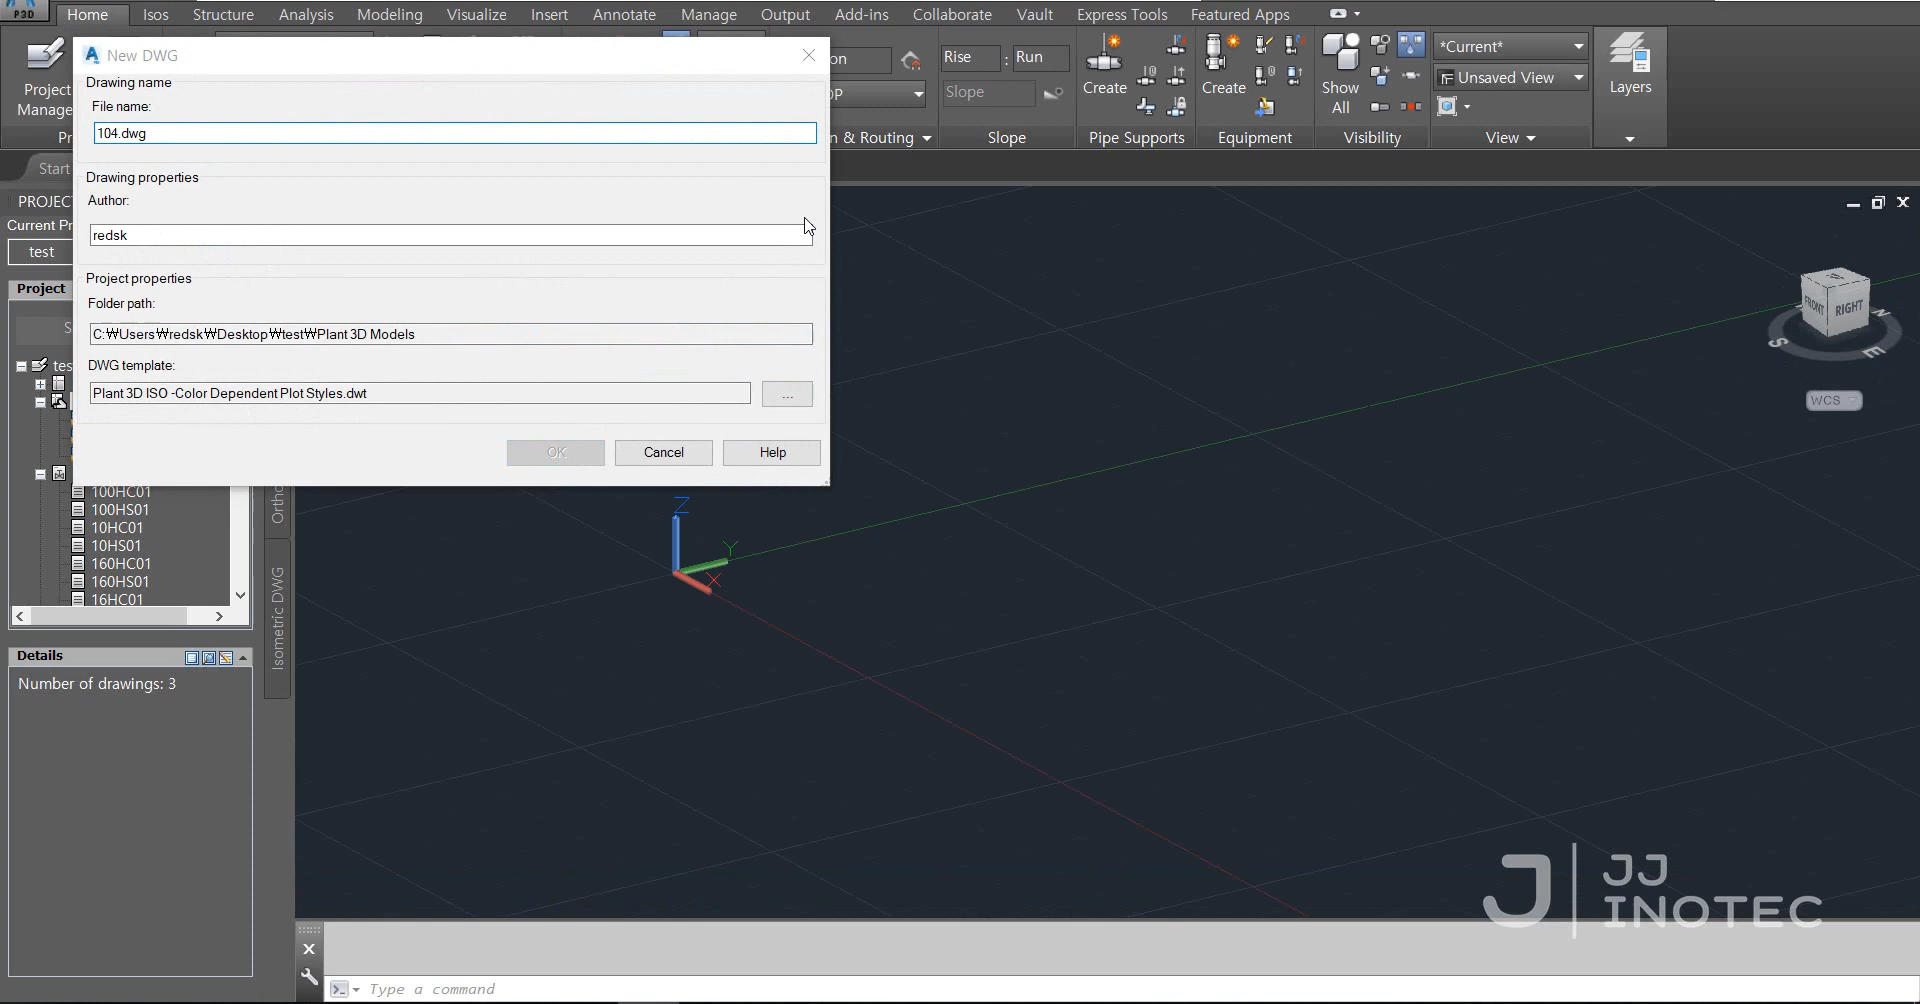 P3D
Home Isos Structure Analysis Modeling Visualize Insert Annotate Manage Output Add-ins Collaborate Vault Express Tools Featured Apps
New DWG
Drawing name
File name:
104.dwg
Drawing properties
Author:
redsk
Project properties
Folder path:
C:₩Users₩redsk₩Desktop₩test₩Plant 3D Models
DWG template:
Plant 3D ISO -Color Dependent Plot Styles.dwt
...
OK Cancel Help
Project
Manage
Rise : Run
Slope
Create
Create
Show
All
*Current*
Unsaved View
Layers
& Routing Slope Pipe Supports Equipment Visibility View
Start
PROJEC
Current Pr
test
Project
tes
100HC01
100HS01
10HC01
10HS01
160HC01
160HS01
16HC01
Ortho
Isometric DWG
Details
Number of drawings: 3
FRONT RIGHT
S E N
WCS
Z
Y
X
J JJ
INOTEC
Type a command